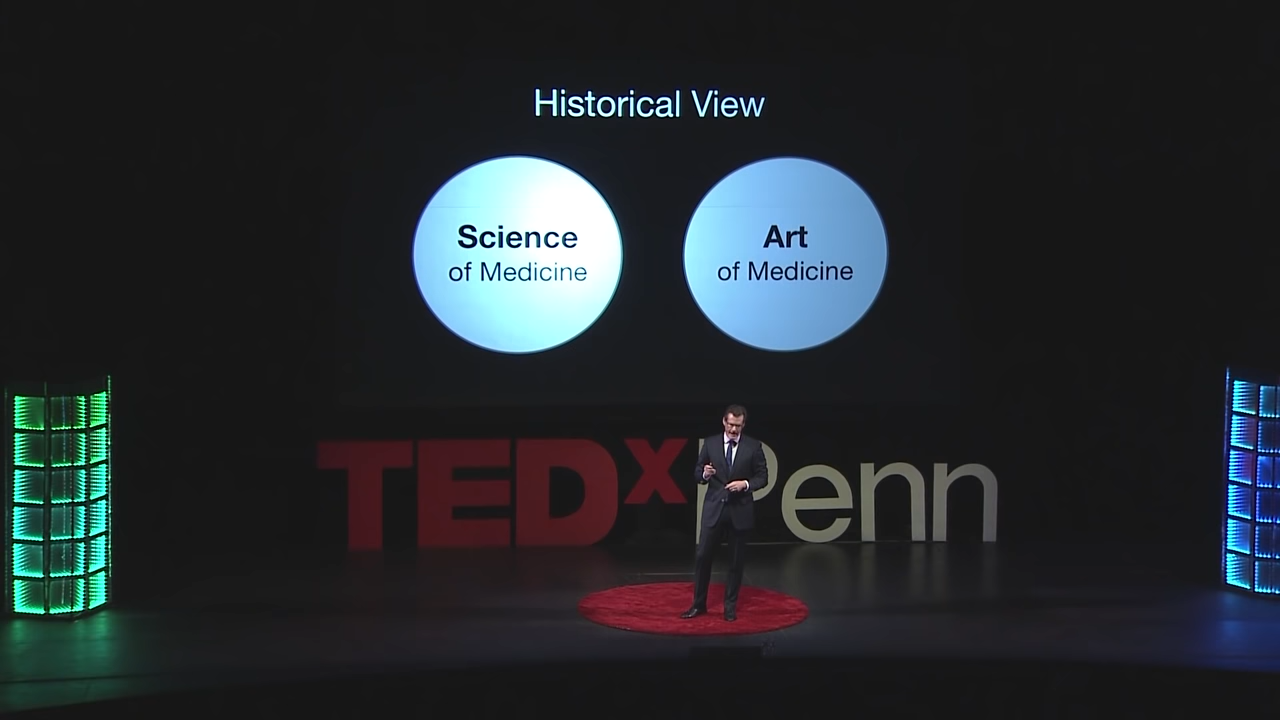 Historical View
Science
of Medicine
Art
of Medicine
TEDx Penn